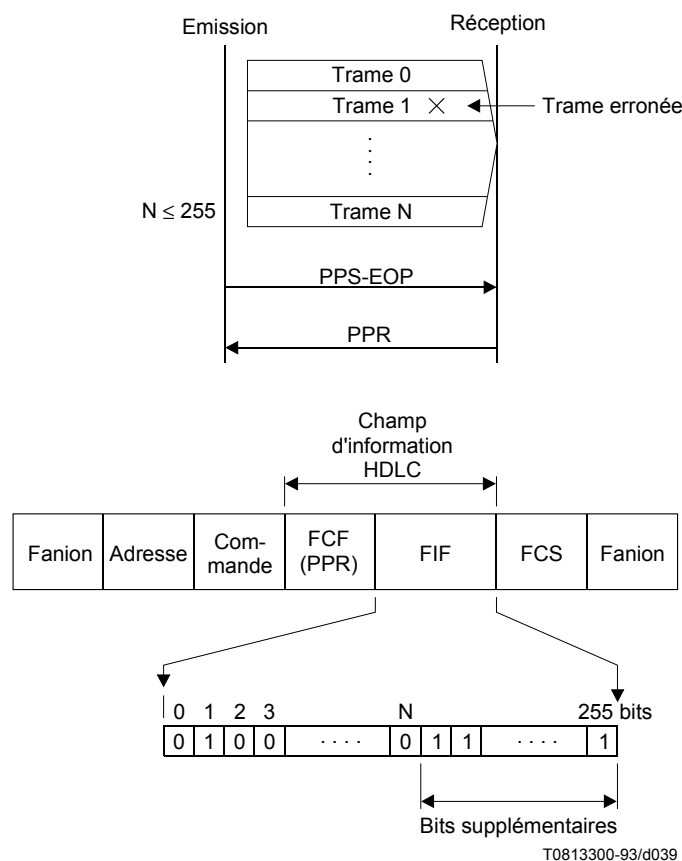 Emission Réception
Trame 0
Trame 1 × Trame erronée
. . . .
N ≤ 255 Trame N
PPS-EOP
PPR
Champ
d'information
HDLC
Fanion Adresse Com-
mande FCF
(PPR) FIF FCS Fanion
0 1 2 3 N 255 bits
0 1 0 0 . . . . 0 1 1 . . . . 1
Bits supplémentaires
T0813300-93/d039